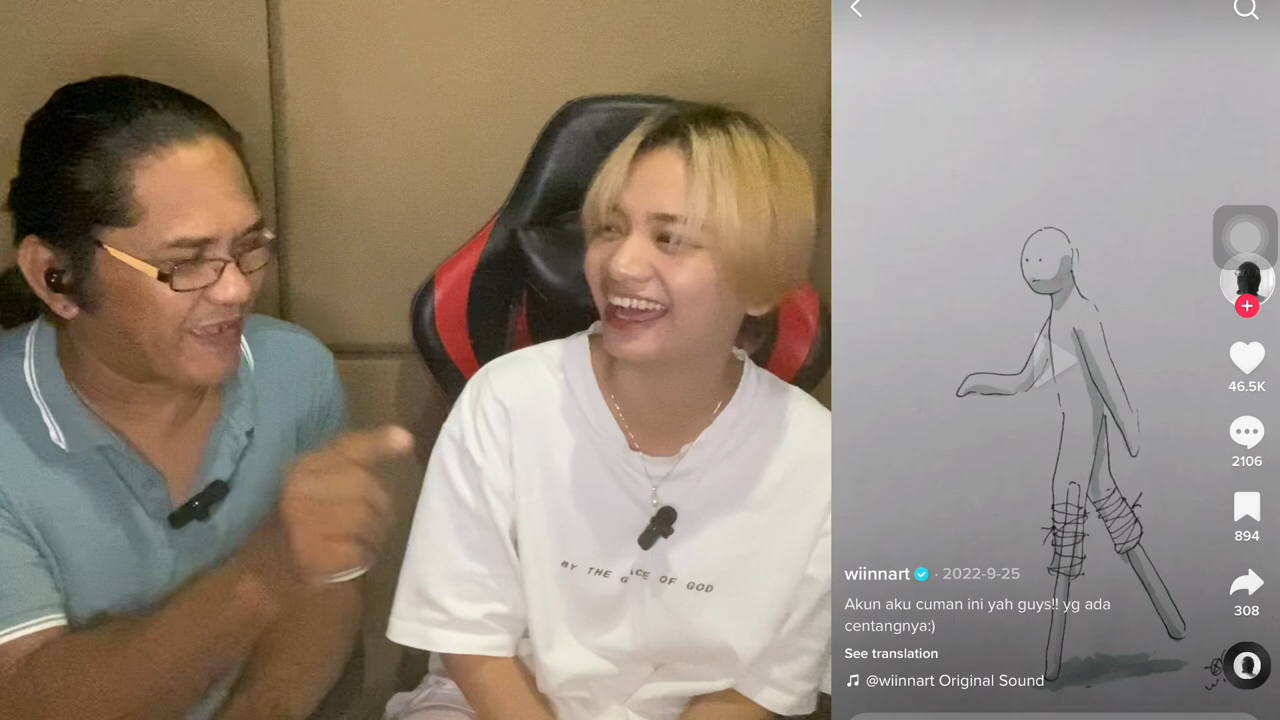 BY THE GRACE OF GOD
46.5K
2106
894
308
wiinnart · 2022-9-25
Akun aku cuman ini yah guys!! yg ada
centangnya:)
See translation
@wiinnart Original Sound